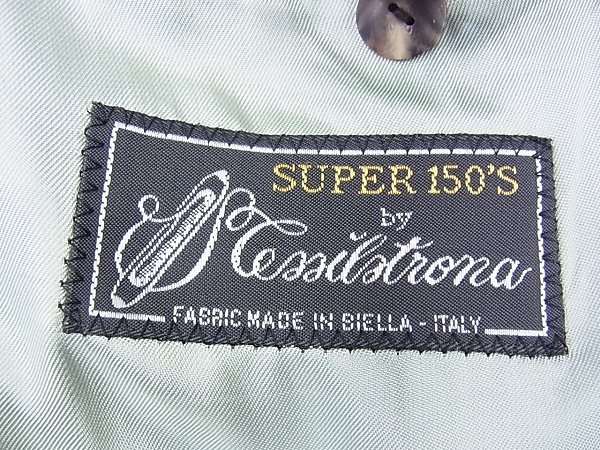 SUPER 150'S
by
Tessilstrona
FABRIC MADE IN BIELLA - ITALY